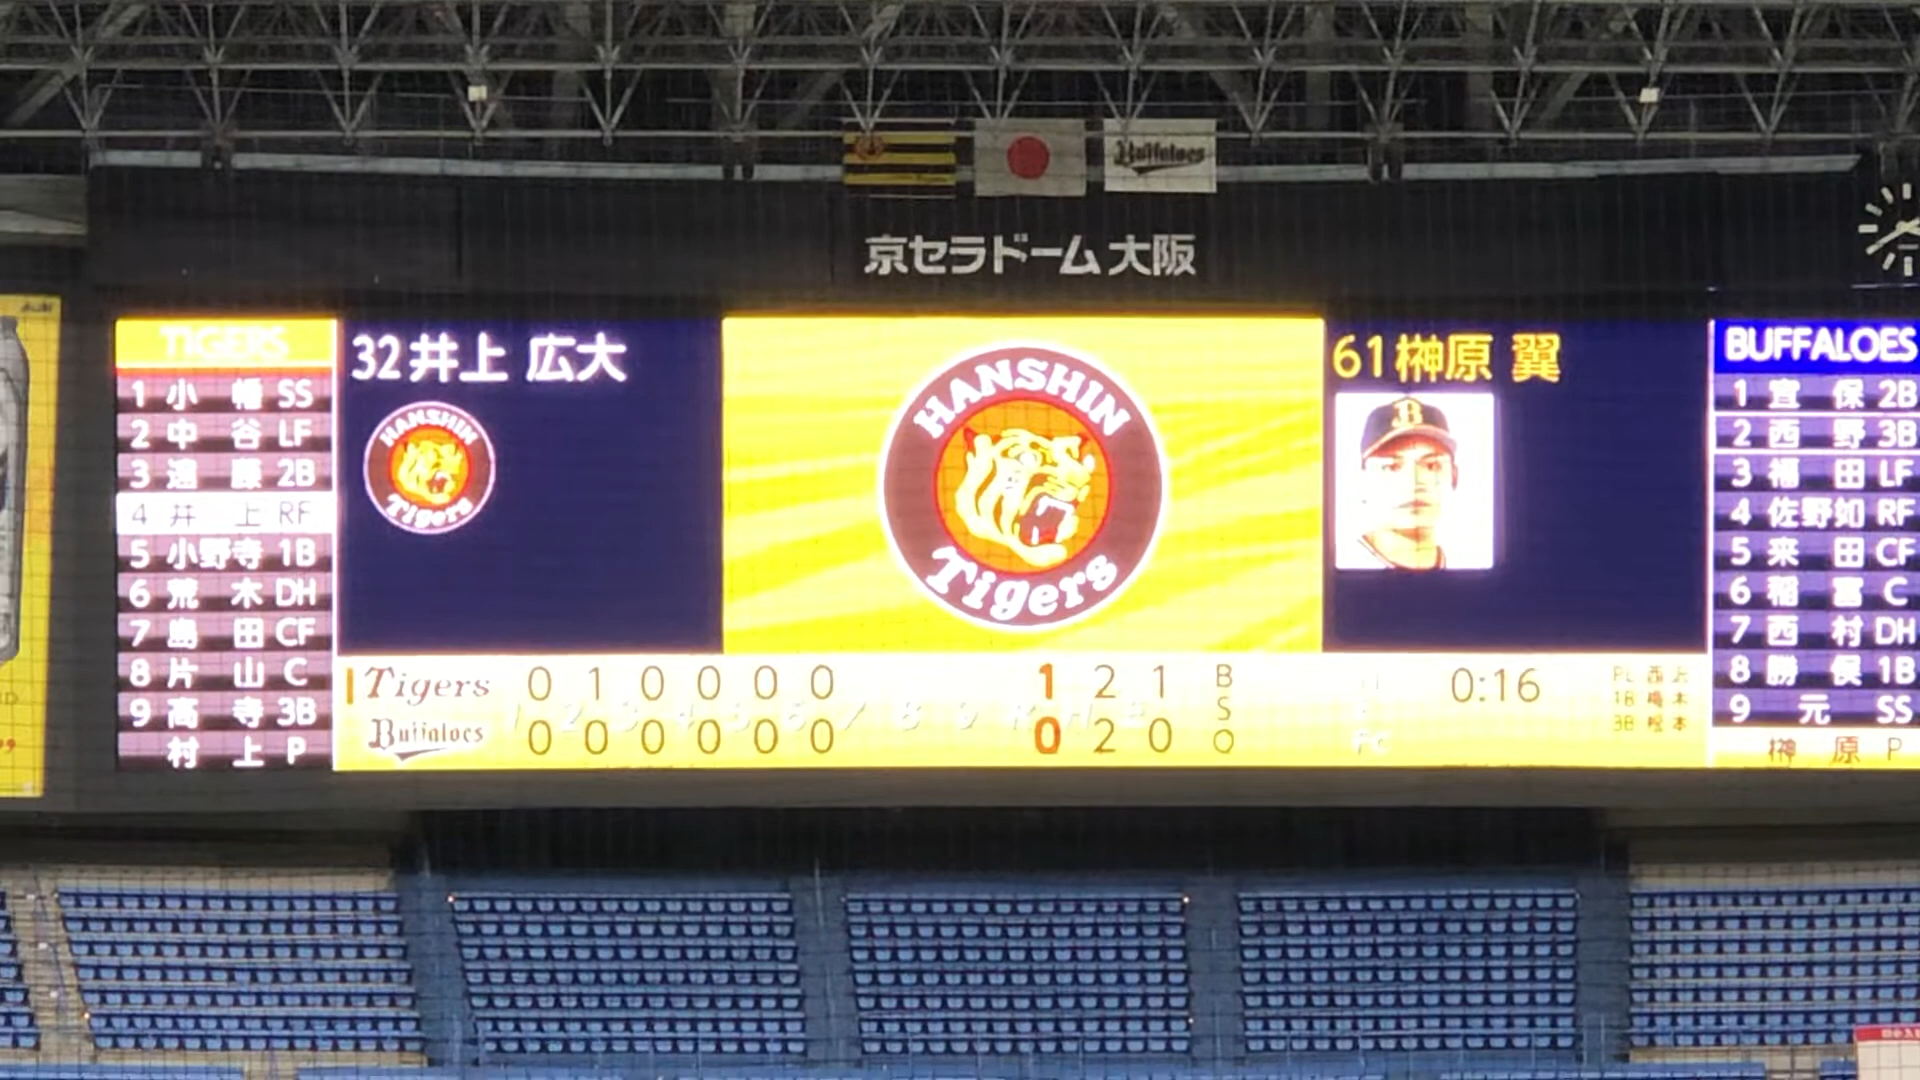 Buffaloes
京セラドーム大阪
TIGERS
1 小幡 SS
2 中谷 LF
3 遠藤 2B
4 井上 RF
5 小野寺 1B
6 荒木 DH
7 島田 CF
8 片山 C
9 高寺 3B
村上 P
32 井上 広大
HANSHIN
Tigers
HANSHIN
Tigers
61 榊原 翼
B
BUFFALOES
1 宜保 2B
2 西野 3B
3 福田 LF
4 佐野如 RF
5 来田 CF
6 稲富 C
7 西村 DH
8 勝俣 1B
9 元 SS
榊原 P
Tigers 0 1 0 0 0 0 1 2 1
Buffaloes 0 0 0 0 0 0 0 2 0
B
S
O
0:16